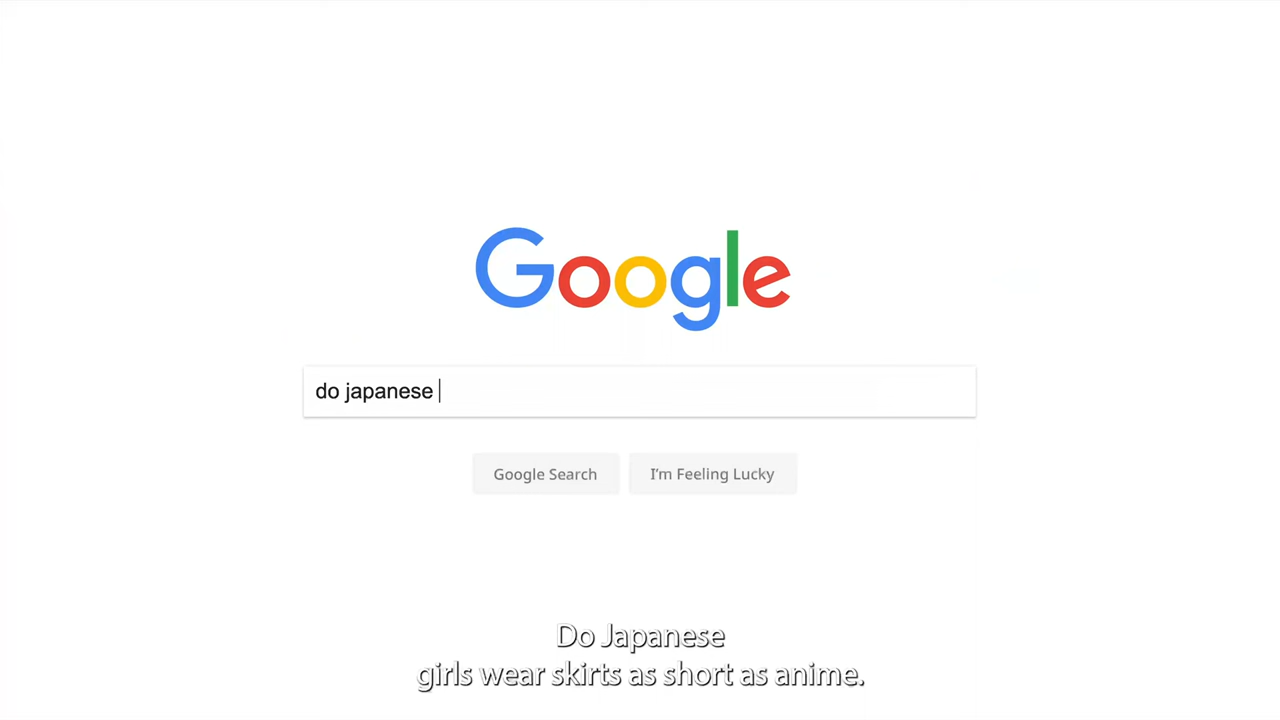 Google
do japanese
Google Search
I'm Feeling Lucky
Do Japanese
girls wear skirts as short as anime.